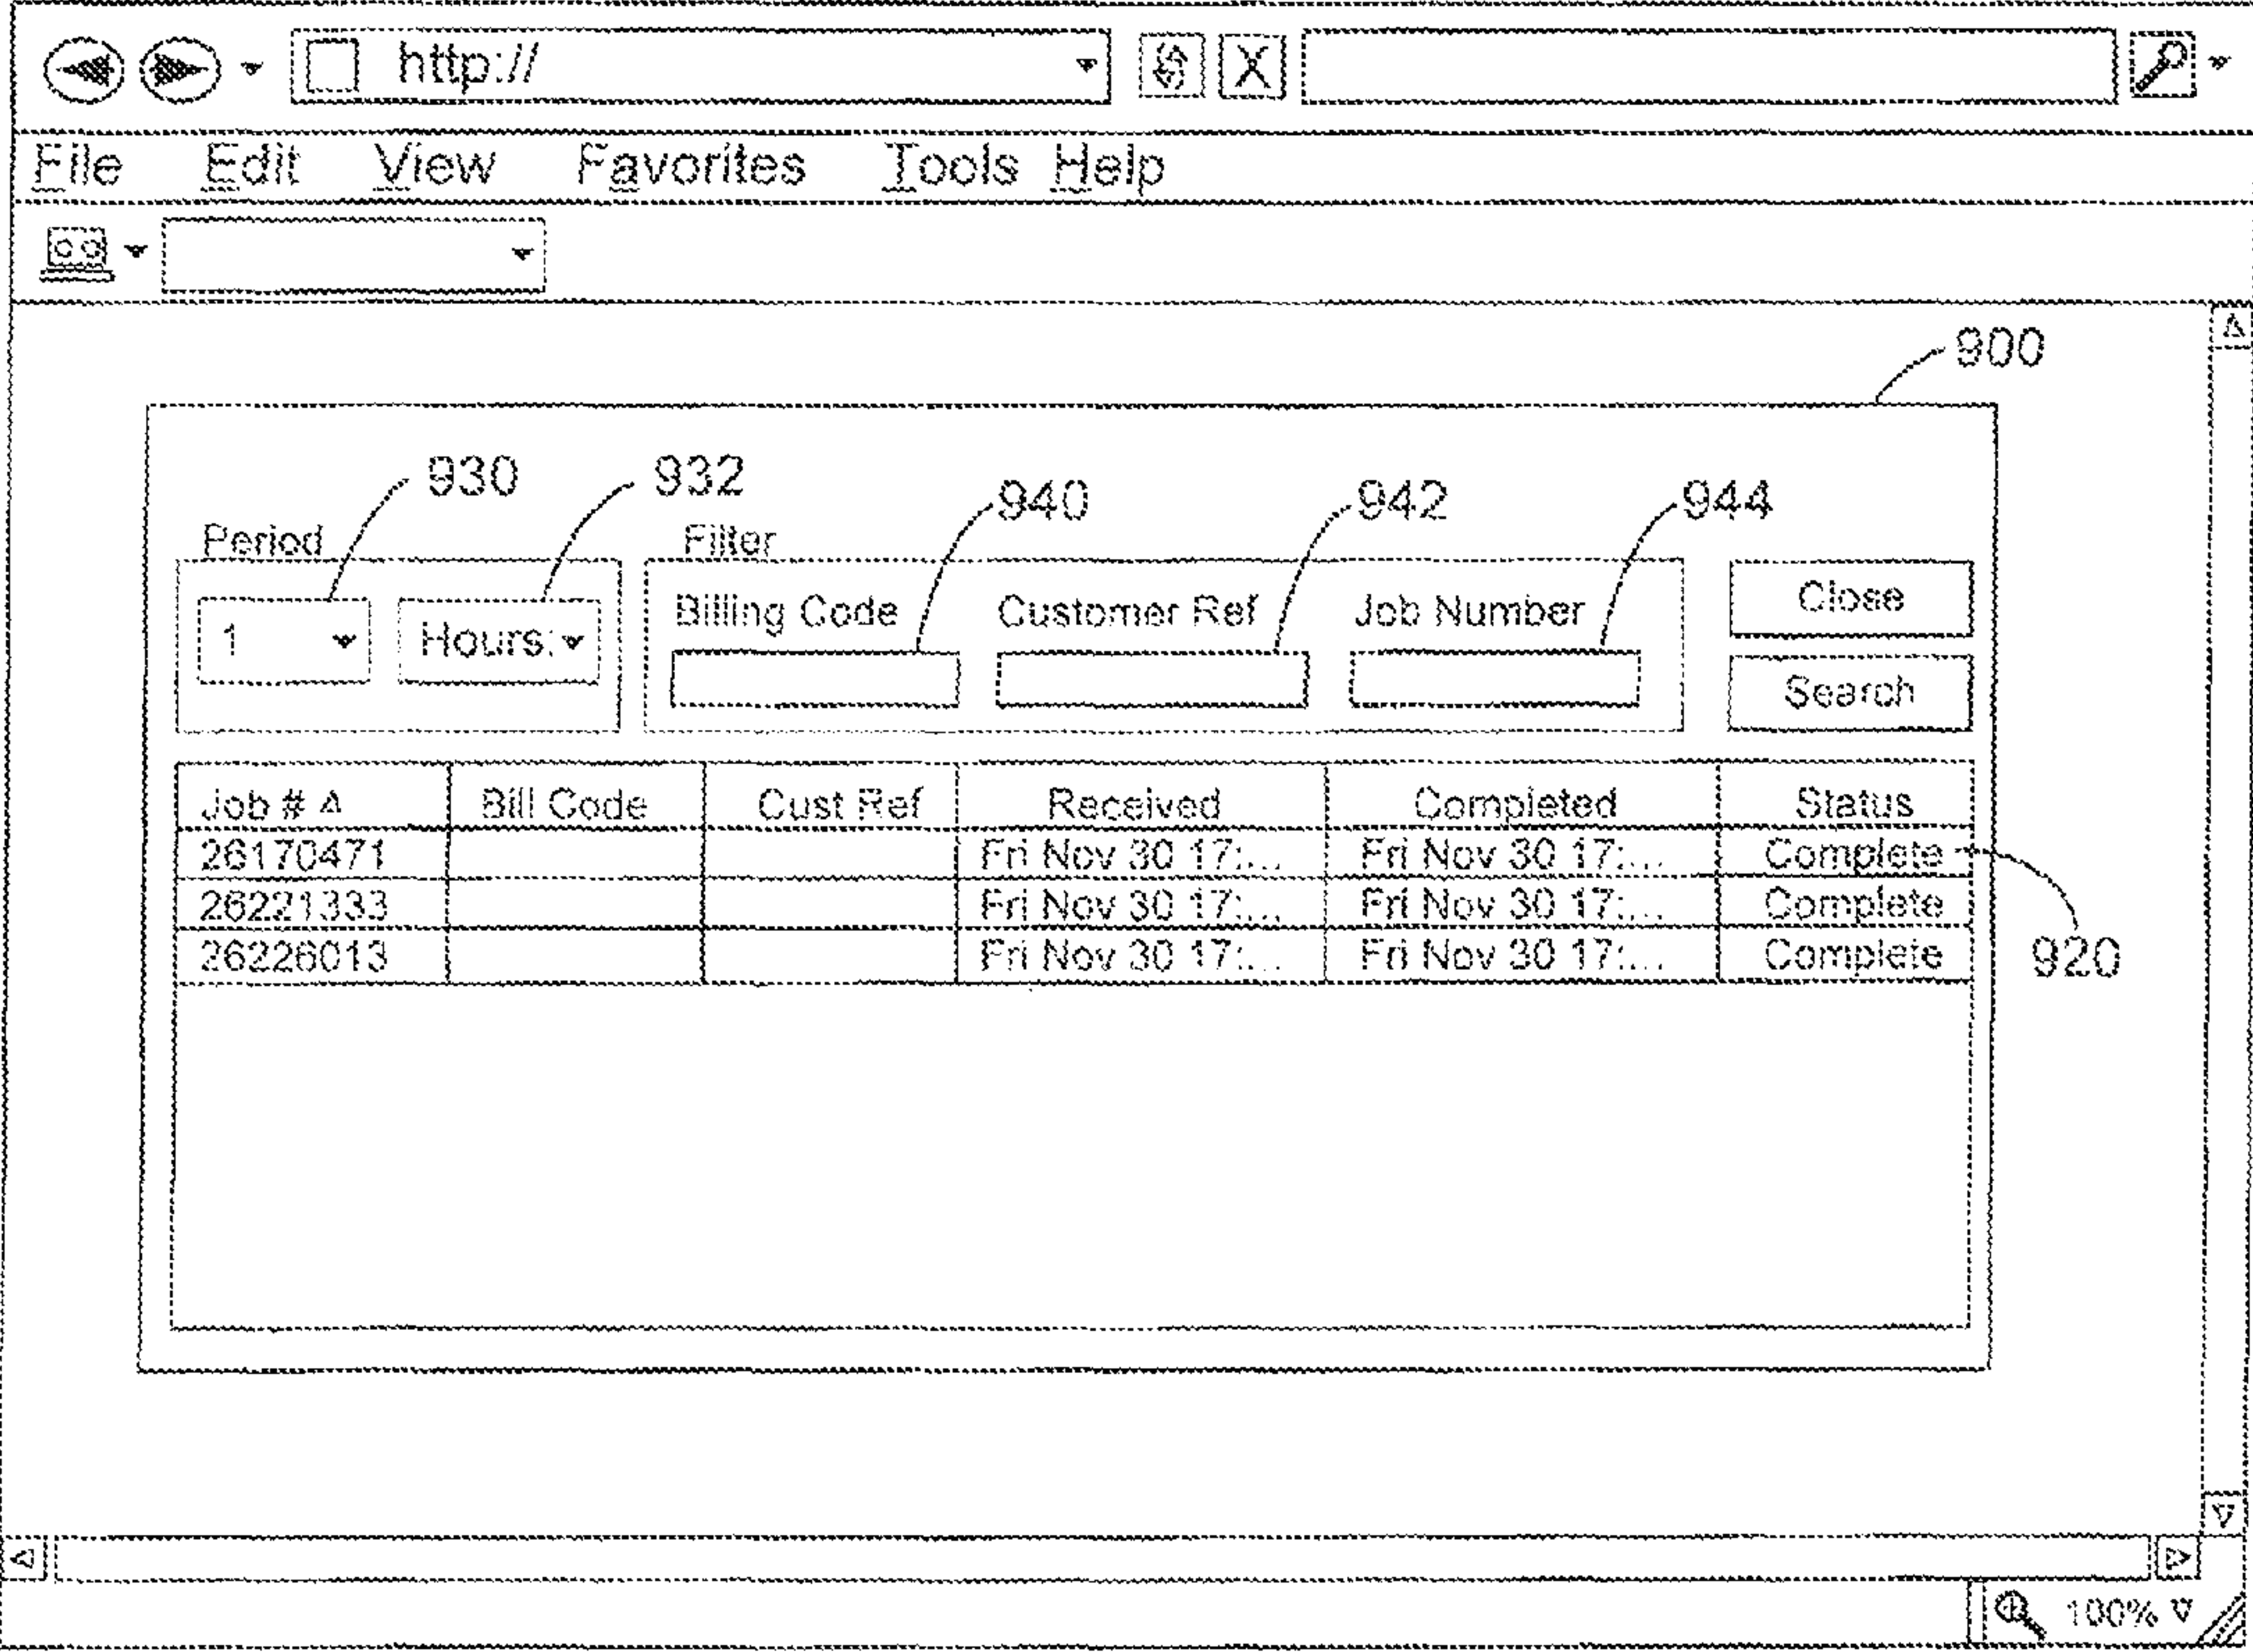 http:// X
File Edit View Favorites Tools Help
900
930 932 940 942 944
Period Filter
Billing Code Customer Ref Job Number Close
1 Hours:
Search
Job # Δ Bill Code Cust Ref Received Completed Status
26170471 Fri Nov 30 17:... Fri Nov 30 17:... Complete
26221333 Fri Nov 30 17:... Fri Nov 30 17:... Complete
26226013 Fri Nov 30 17:... Fri Nov 30 17:... Complete
920
100%